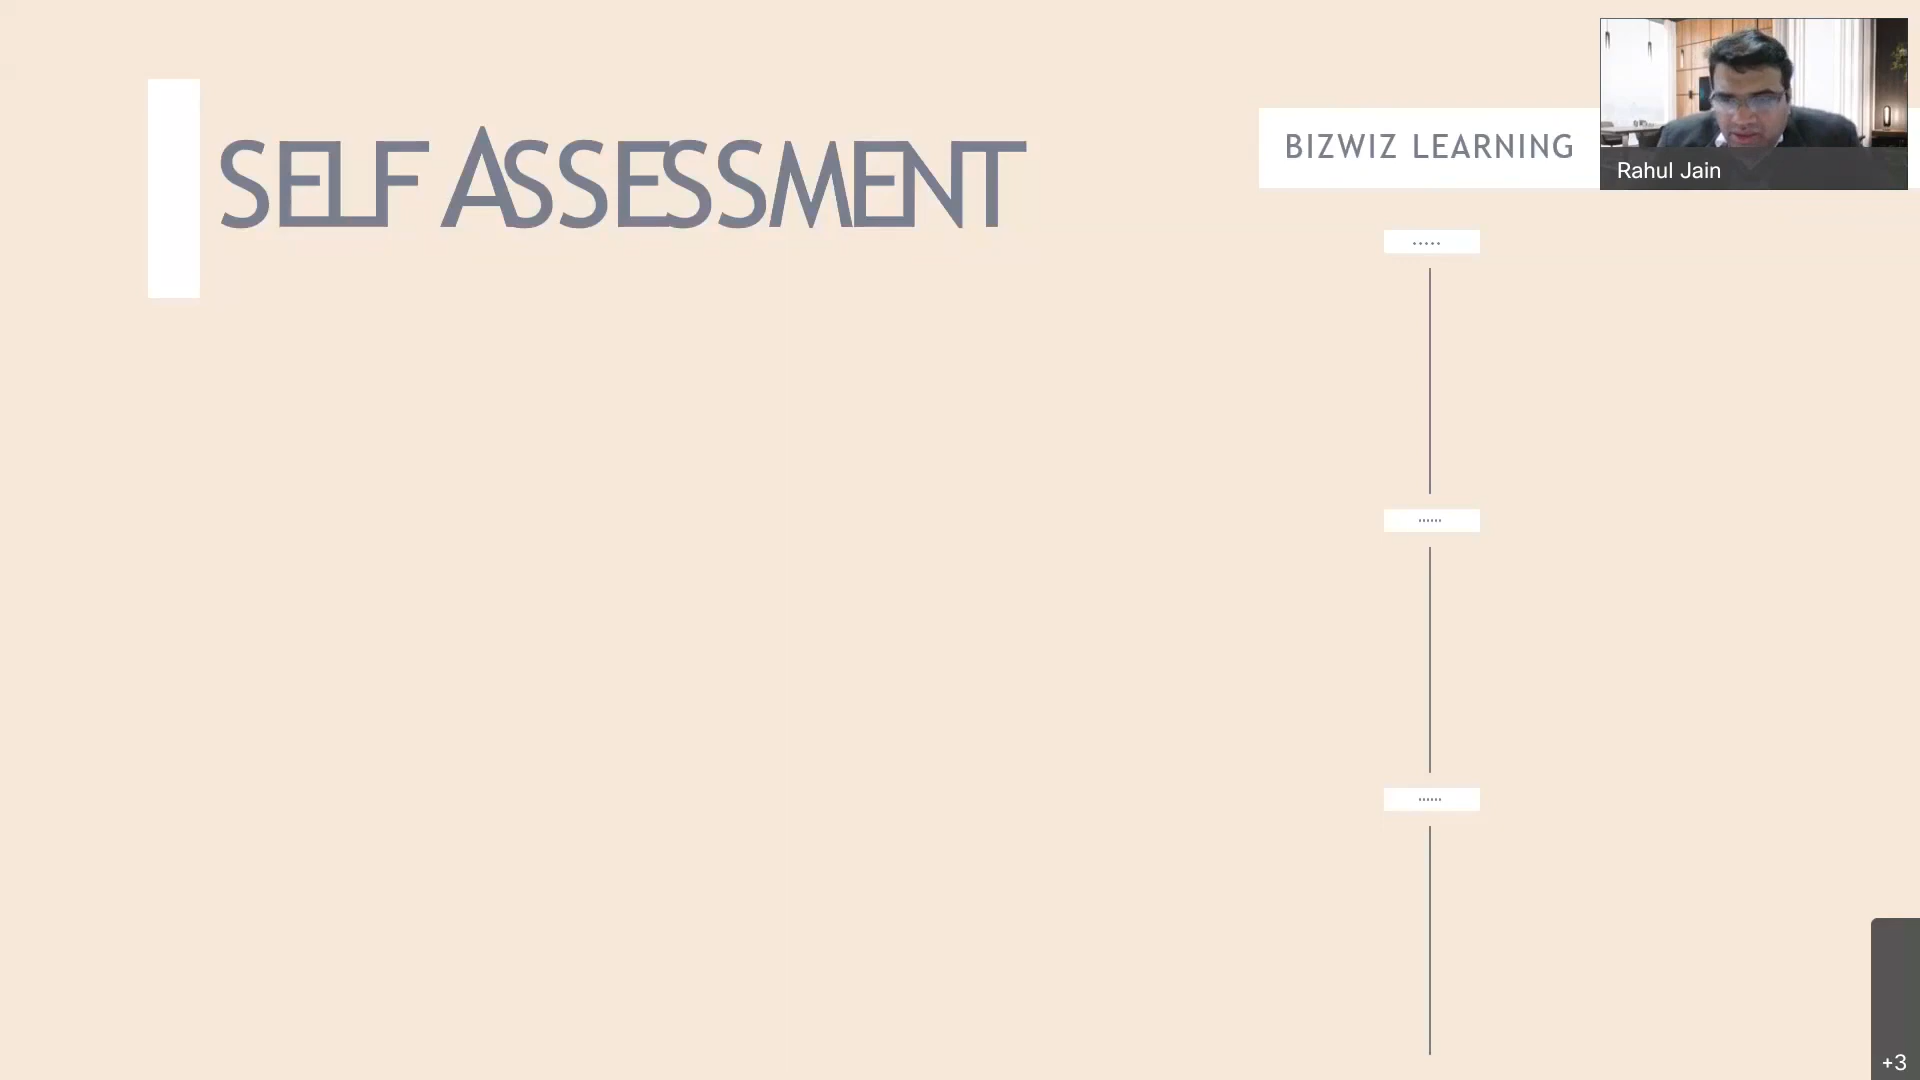 SELF ASSESSMENT
BIZWIZ LEARNING
Rahul Jain
.....
......
......
+3